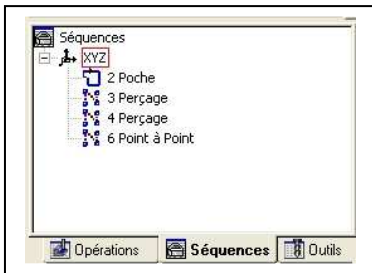 Séquences
XYZ
2 Poche
3 Perçage
4 Perçage
6 Point à Point
Opérations Séquences Outils